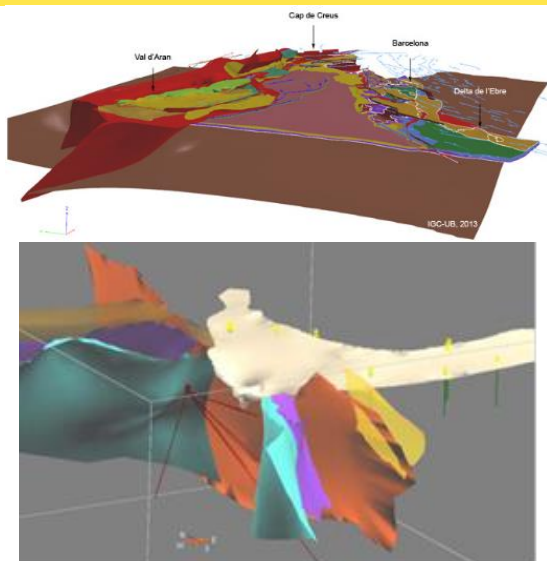 Cap de Creus
Val d'Aran
Barcelona
Delta de l'Ebre
IGC-UB, 2013